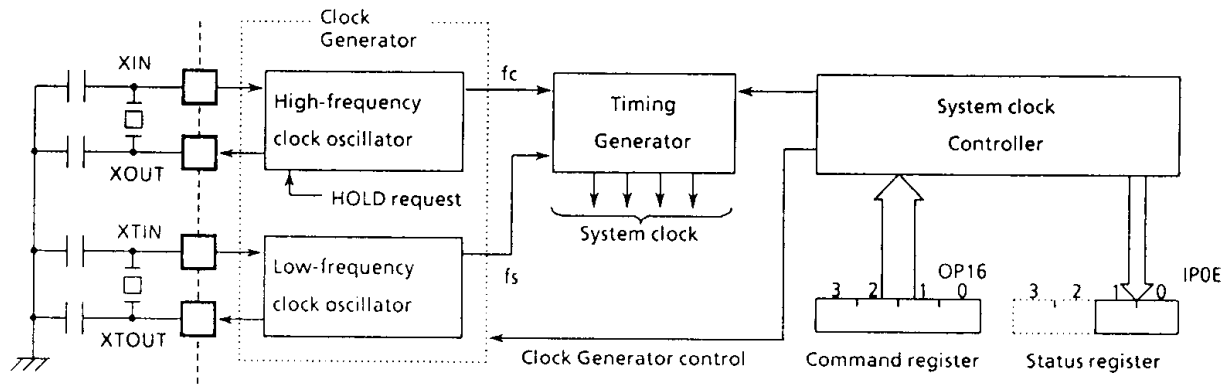 Clock
Generator
XIN
XOUT
High-frequency
clock oscillator
HOLD request
fc
Timing
Generator
System clock
System clock
Controller
XTIN
XTOUT
Low-frequency
clock oscillator
fs
Clock Generator control
OP16
3 2 1 0
Command register
IP0E
3 2 1 0
Status register